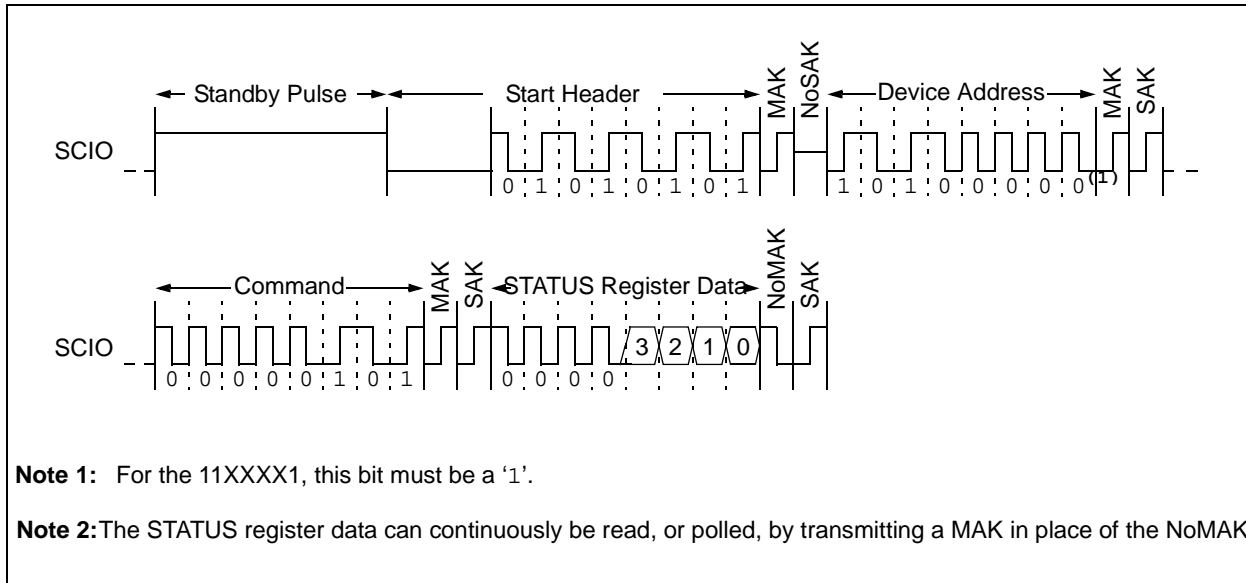 Standby Pulse Start Header MAK NoSAK Device Address MAK SAK
SCIO
0 1 0 1 0 1 0 1 1 0 1 0 0 0 0 0(1)
Command MAK SAK STATUS Register Data NoMAK SAK
SCIO
3 2 1 0
0 0 0 0 0 1 0 1 0 0 0 0
Note 1: For the 11XXXX1, this bit must be a ‘1’.
Note 2:The STATUS register data can continuously be read, or polled, by transmitting a MAK in place of the NoMAK